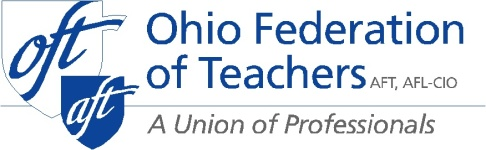 oft
aft
Ohio Federation
of Teachers AFT, AFL-CIO
A Union of Professionals